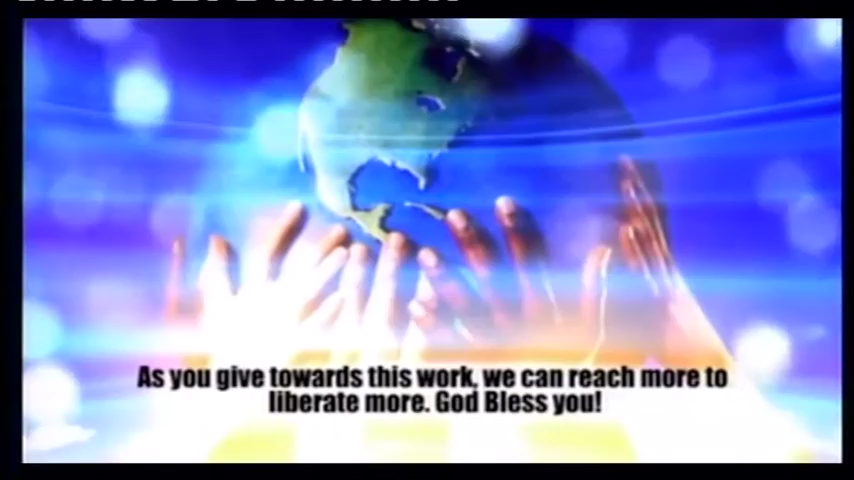 As you give towards this work, we can reach more to
liberate more. God Bless you!